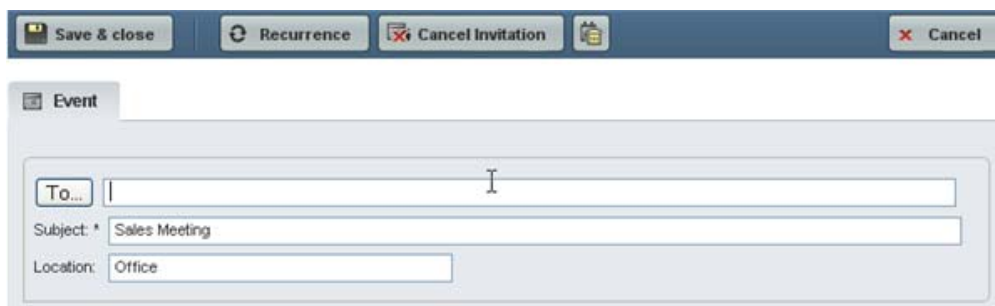 Save & close Recurrence Cancel Invitation Cancel
Event
To...
Subject: * Sales Meeting
Location: Office